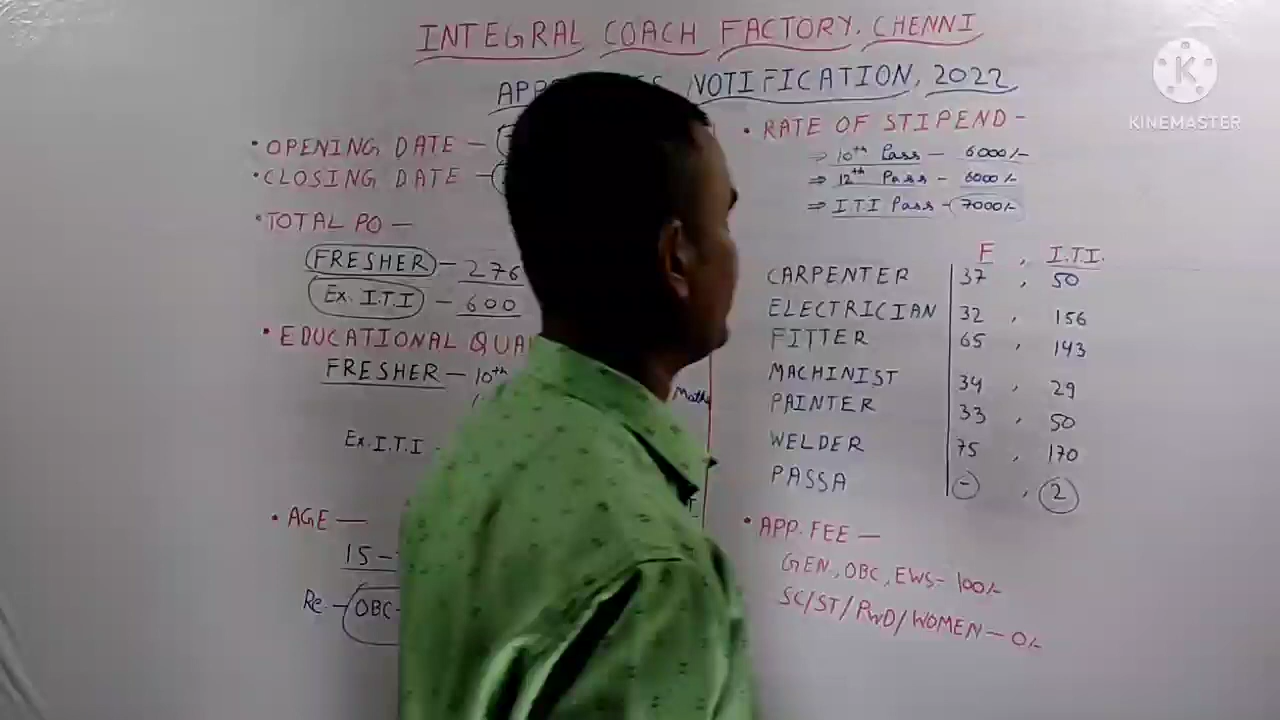 INTEGRAL COACH FACTORY, CHENNI
NOTIFICATION, 2022
• OPENING DATE –
• CLOSING DATE –
• TOTAL PO –
FRESHER – 276
Ex. I.T.I – 600
• EDUCATIONAL
FRESHER – 10th
Maths
Ex. I.T.I –
• AGE –
15 –
Re – OBC –
• RATE OF STIPEND –
⇒ 10th Pass – 6000/-
⇒ 12th Pass – 6000/-
⇒ ITI Pass – 7000/-
F , I.T.I.
CARPENTER 37 , 50
ELECTRICIAN 32 , 156
FITTER 65 , 143
MACHINIST 34 , 29
PAINTER 33 , 50
WELDER 75 , 170
PASSA – , 2
• APP. FEE –
GEN, OBC, EWS – 100/-
SC/ST/PWD/WOMEN – 0/-
K
KINEMASTER